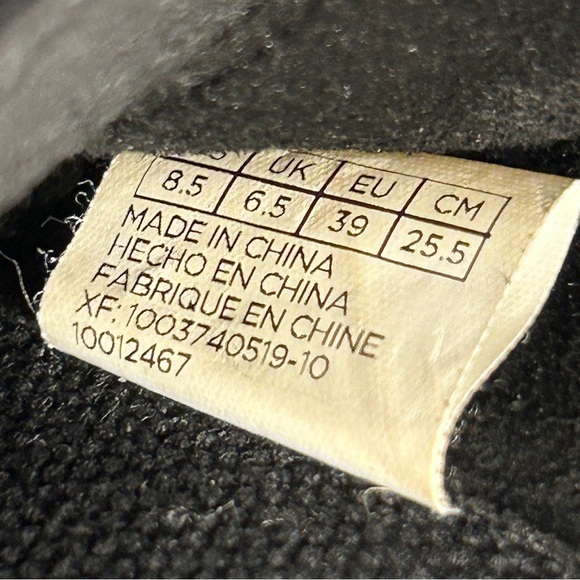 UK EU CM
8.5 6.5 39 25.5
MADE IN CHINA
HECHO EN CHINA
FABRIQUE EN CHINE
XF: 1003740519-10
10012467